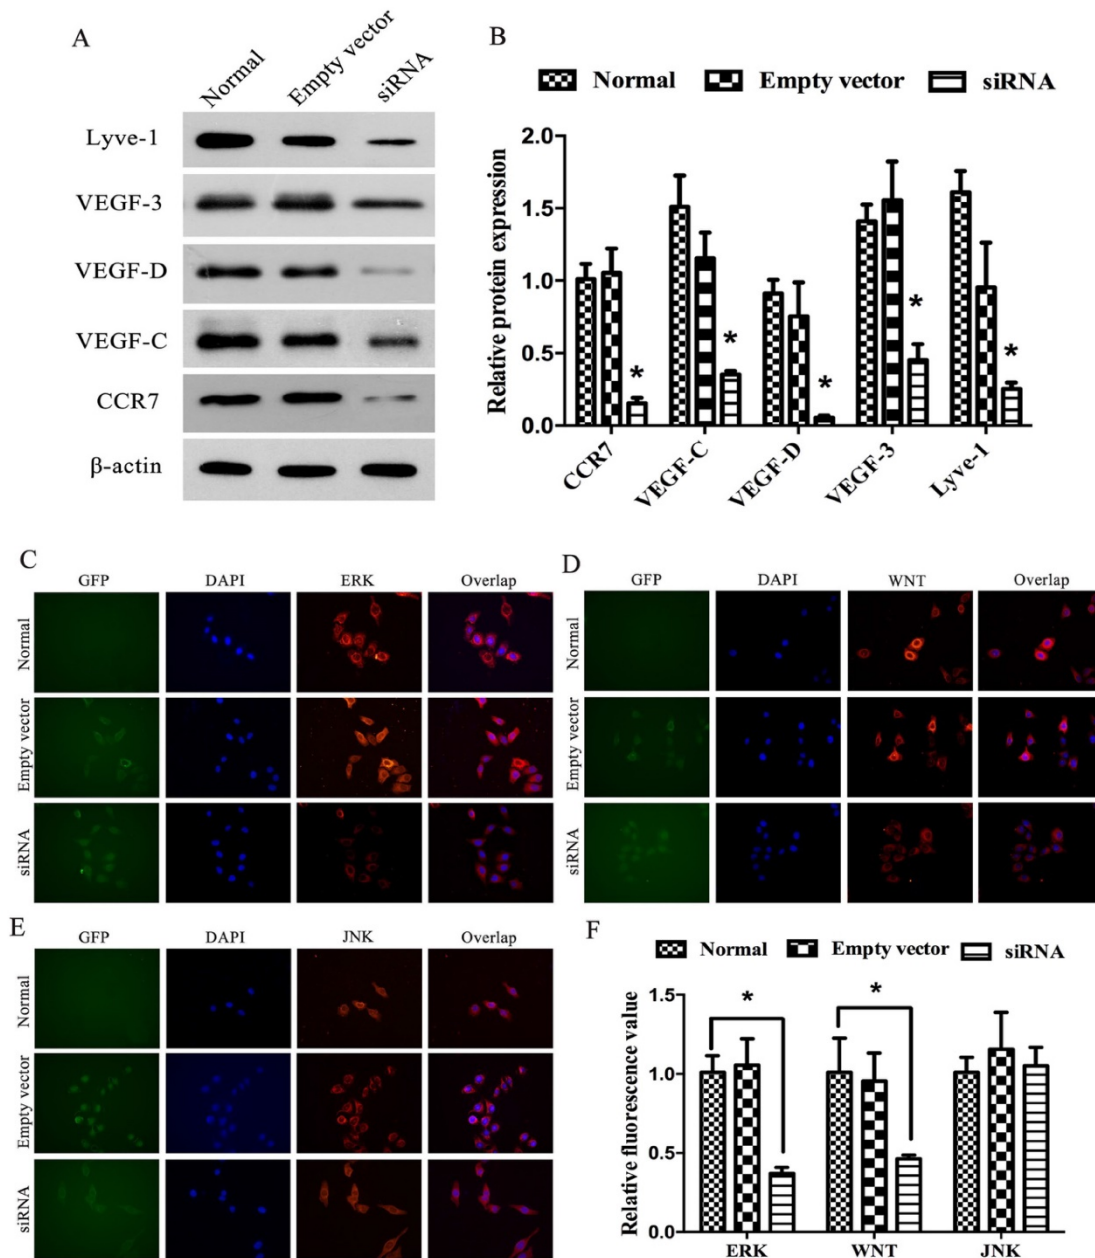 A
Normal
Empty vector
siRNA
Lyve-1
VEGF-3
VEGF-D
VEGF-C
CCR7
β-actin
B
Normal
Empty vector
siRNA
Relative protein expression
2.0
1.5
1.0
0.5
0.0
*
*
*
*
*
CCR7
VEGF-C
VEGF-D
VEGF-3
Lyve-1
C
GFP DAPI ERK Overlap
Normal
Empty vector
siRNA
D
GFP DAPI WNT Overlap
Normal
Empty vector
siRNA
E
GFP DAPI JNK Overlap
Normal
Empty vector
siRNA
F
Normal Empty vector siRNA
Relative fluorescence value
1.5
1.0
0.5
0.0
*
*
ERK WNT JNK